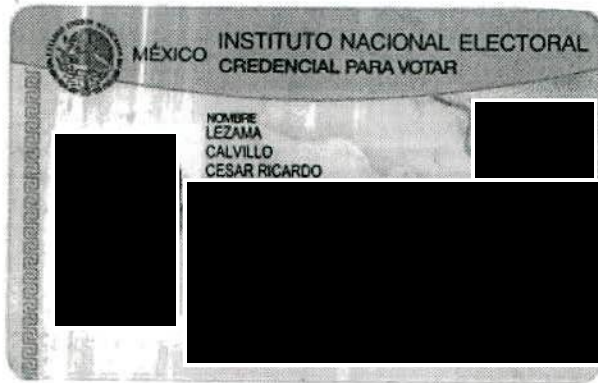 MÉXICO INSTITUTO NACIONAL ELECTORAL
CREDENCIAL PARA VOTAR
NOMBRE
LEZAMA
CALVILLO
CESAR RICARDO